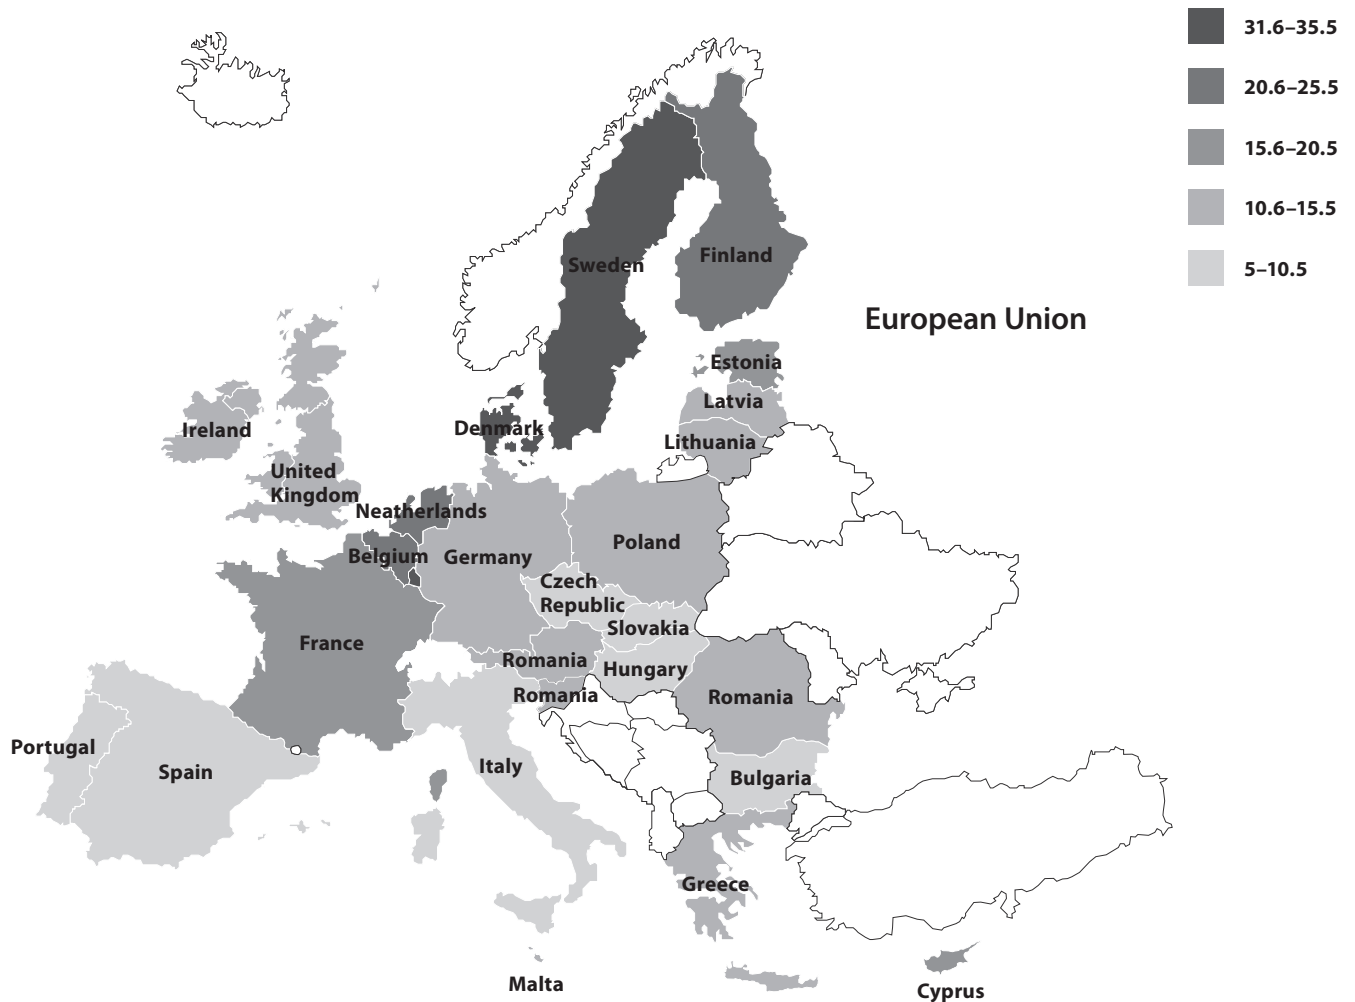 31.6–35.5
20.6–25.5
15.6–20.5
10.6–15.5
5–10.5
European Union
Sweden
Finland
Estonia
Latvia
Lithuania
Denmark
Ireland
United
Kingdom
Neatherlands
Belgium
Germany
Poland
Czech
Republic
Slovakia
France
Romania
Hungary
Romania
Romania
Portugal
Spain
Italy
Bulgaria
Greece
Malta
Cyprus